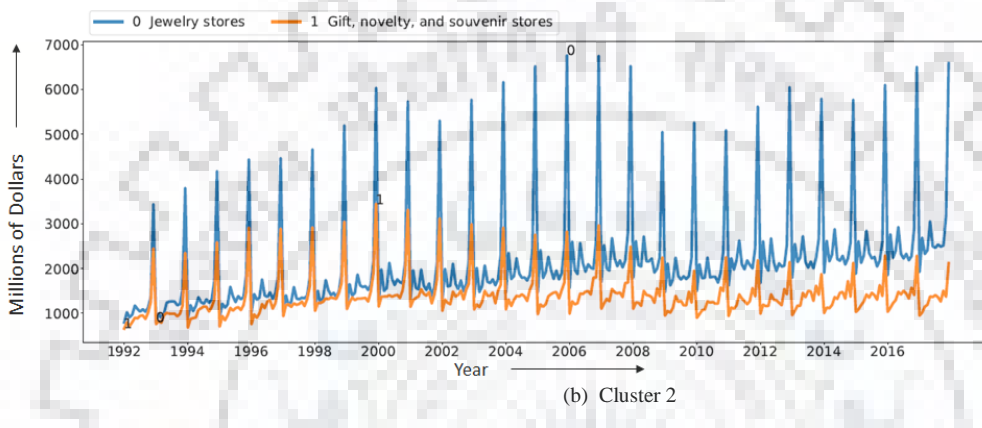 0 Jewelry stores 1 Gift, novelty, and souvenir stores
7000
6000
5000
4000
3000
2000
1000
Millions of Dollars
0
1
1
0
1992 1994 1996 1998 2000 2002 2004 2006 2008 2010 2012 2014 2016
Year
(b) Cluster 2